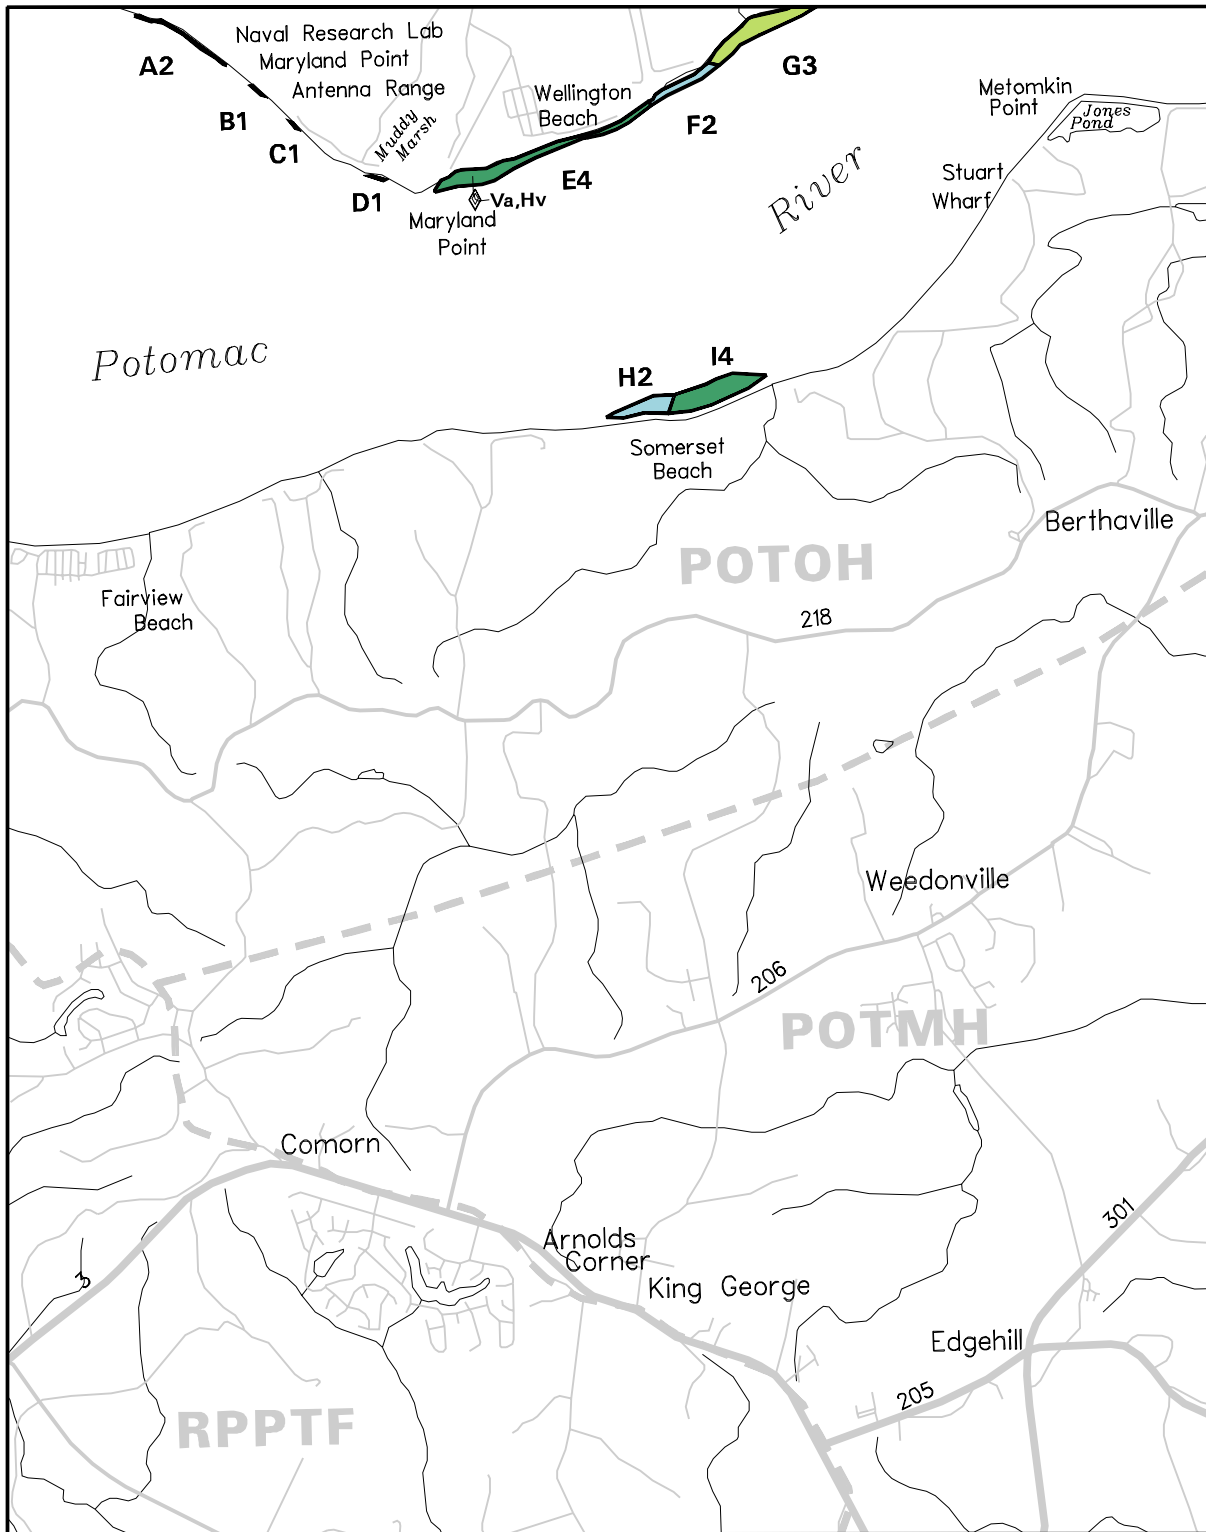 Naval Research Lab
Maryland Point
Antenna Range
A2
G3
Metomkin
Point
Jones
Pond
Wellington
Beach
B1
F2
Muddy
Marsh
C1
E4
D1
Va,Hv
Maryland
Point
River
Stuart
Wharf
Potomac
I4
H2
Somerset
Beach
Berthaville
POTOH
Fairview
Beach
218
Weedonville
206
POTMH
Comorn
301
Arnolds
Corner
3
King George
Edgehill
205
RPPTF